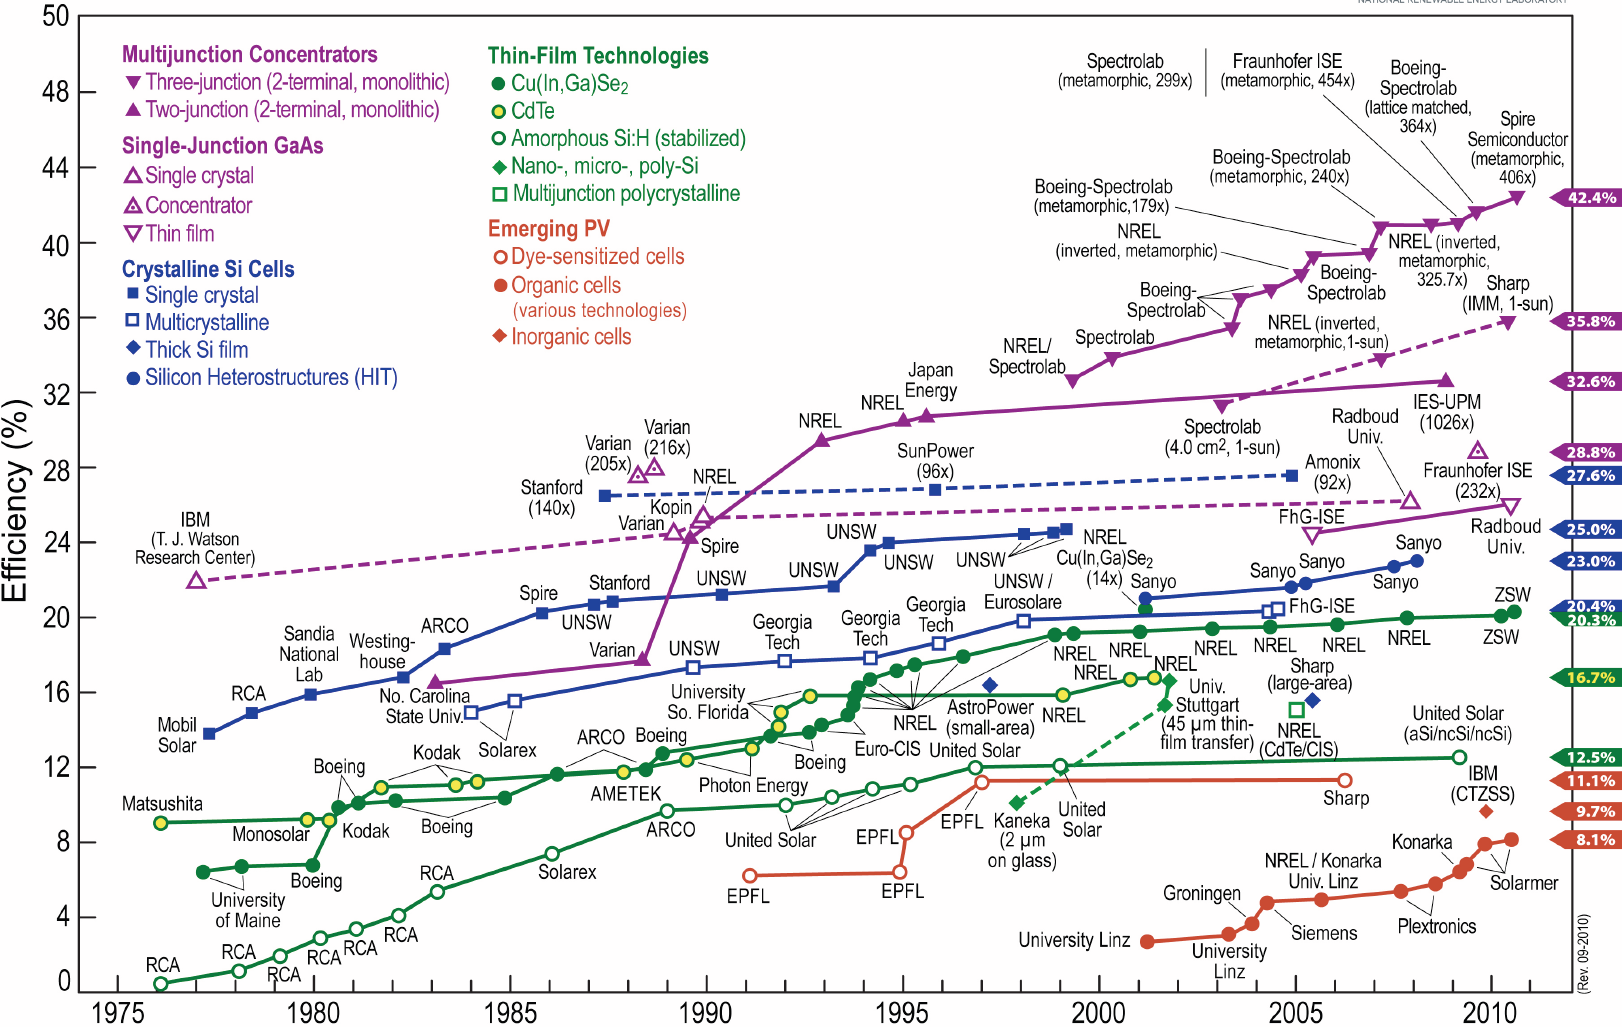 NATIONAL RENEWABLE ENERGY LABORATORY
Efficiency (%)
50
48
44
40
36
32
28
24
20
16
12
8
4
0
1975
1980
1985
1990
1995
2000
2005
2010
Multijunction Concentrators
Three-junction (2-terminal, monolithic)
Two-junction (2-terminal, monolithic)
Single-Junction GaAs
Single crystal
Concentrator
Thin film
Crystalline Si Cells
Single crystal
Multicrystalline
Thick Si film
Silicon Heterostructures (HIT)
Thin-Film Technologies
Cu(In,Ga)Se2
CdTe
Amorphous Si:H (stabilized)
Nano-, micro-, poly-Si
Multijunction polycrystalline
Emerging PV
Dye-sensitized cells
Organic cells
(various technologies)
Inorganic cells
Spectrolab
(metamorphic, 299x)
Fraunhofer ISE
(metamorphic, 454x)
Boeing-
Spectrolab
(lattice matched,
364x)
Spire
Semiconductor
(metamorphic,
406x)
Boeing-Spectrolab
(metamorphic, 240x)
Boeing-Spectrolab
(metamorphic,179x)
NREL
(inverted, metamorphic)
NREL (inverted,
metamorphic,
325.7x)
Boeing-
Spectrolab
Boeing-
Spectrolab
Sharp
(IMM, 1-sun)
NREL (inverted,
metamorphic,1-sun)
Spectrolab
NREL/
Spectrolab
Japan
Energy
NREL
NREL
Spectrolab
(4.0 cm2, 1-sun)
IES-UPM
(1026x)
Radboud
Univ.
Varian
(216x)
Varian
(205x)
NREL
SunPower
(96x)
Amonix
(92x)
Fraunhofer ISE
(232x)
Stanford
(140x)
Kopin
Varian
Spire
IBM
(T. J. Watson
Research Center)
FhG-ISE
Radboud
Univ.
UNSW
UNSW
UNSW
NREL
Cu(In,Ga)Se2
(14x)
Sanyo
Sanyo
Sanyo
Sanyo
Sanyo
UNSW
UNSW
Stanford
Spire
UNSW
ARCO
Westing-
house
Sandia
National
Lab
RCA
Mobil
Solar
UNSW /
Eurosolare
Georgia
Tech
Georgia
Tech
Georgia
Tech
UNSW
FhG-ISE
ZSW
ZSW
Varian
No. Carolina
State Univ.
Solarex
University
So. Florida
NREL
NREL
NREL
NREL
NREL
NREL
NREL
NREL
NREL
NREL
AstroPower
(small-area)
Univ.
Stuttgart
(45 µm thin-
film transfer)
Sharp
(large-area)
NREL
(CdTe/CIS)
United Solar
(aSi/ncSi/ncSi)
Kodak
ARCO
Boeing
Boeing
Euro-CIS
Boeing
Photon Energy
AMETEK
Boeing
Matsushita
Monosolar
Kodak
Boeing
University
of Maine
United Solar
United
Solar
United Solar
ARCO
Solarex
RCA
RCA
RCA
RCA
RCA
RCA
RCA
EPFL
EPFL
EPFL
EPFL
Kaneka
(2 µm
on glass)
Sharp
IBM
(CTZSS)
Konarka
NREL / Konarka
Univ. Linz
Solarmer
Groningen
Plextronics
Siemens
University Linz
University
Linz
42.4%
35.8%
32.6%
28.8%
27.6%
25.0%
23.0%
20.4%
20.3%
16.7%
12.5%
11.1%
9.7%
8.1%
(Rev. 09-2010)